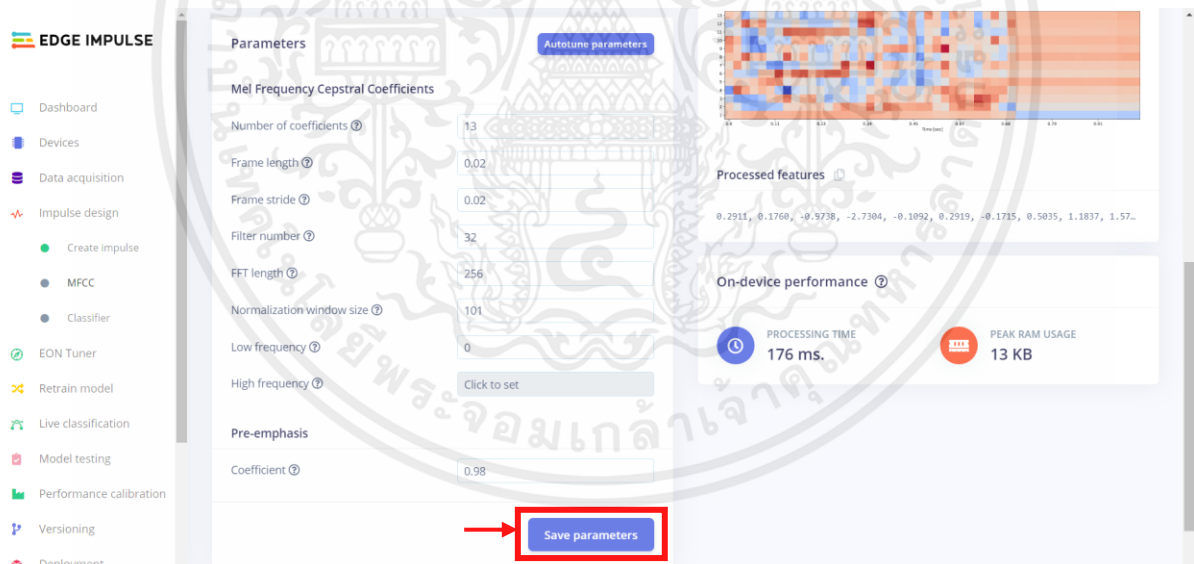 EDGE IMPULSE
Dashboard
Devices
Data acquisition
Impulse design
Create impulse
MFCC
Classifier
EON Tuner
Retrain model
Live classification
Model testing
Performance calibration
Versioning
Deployment
Parameters
Autotune parameters
Mel Frequency Cepstral Coefficients
Number of coefficients
13
Frame length
0.02
Frame stride
0.02
Filter number
32
FFT length
256
Normalization window size
101
Low frequency
0
High frequency
Click to set
Pre-emphasis
Coefficient
0.98
Save parameters
Time [sec]
Processed features
0.2911, 0.1760, -0.9738, -2.7304, -0.1092, 0.2919, -0.1715, 0.5035, 1.1837, 1.57…
On-device performance
PROCESSING TIME
176 ms.
PEAK RAM USAGE
13 KB